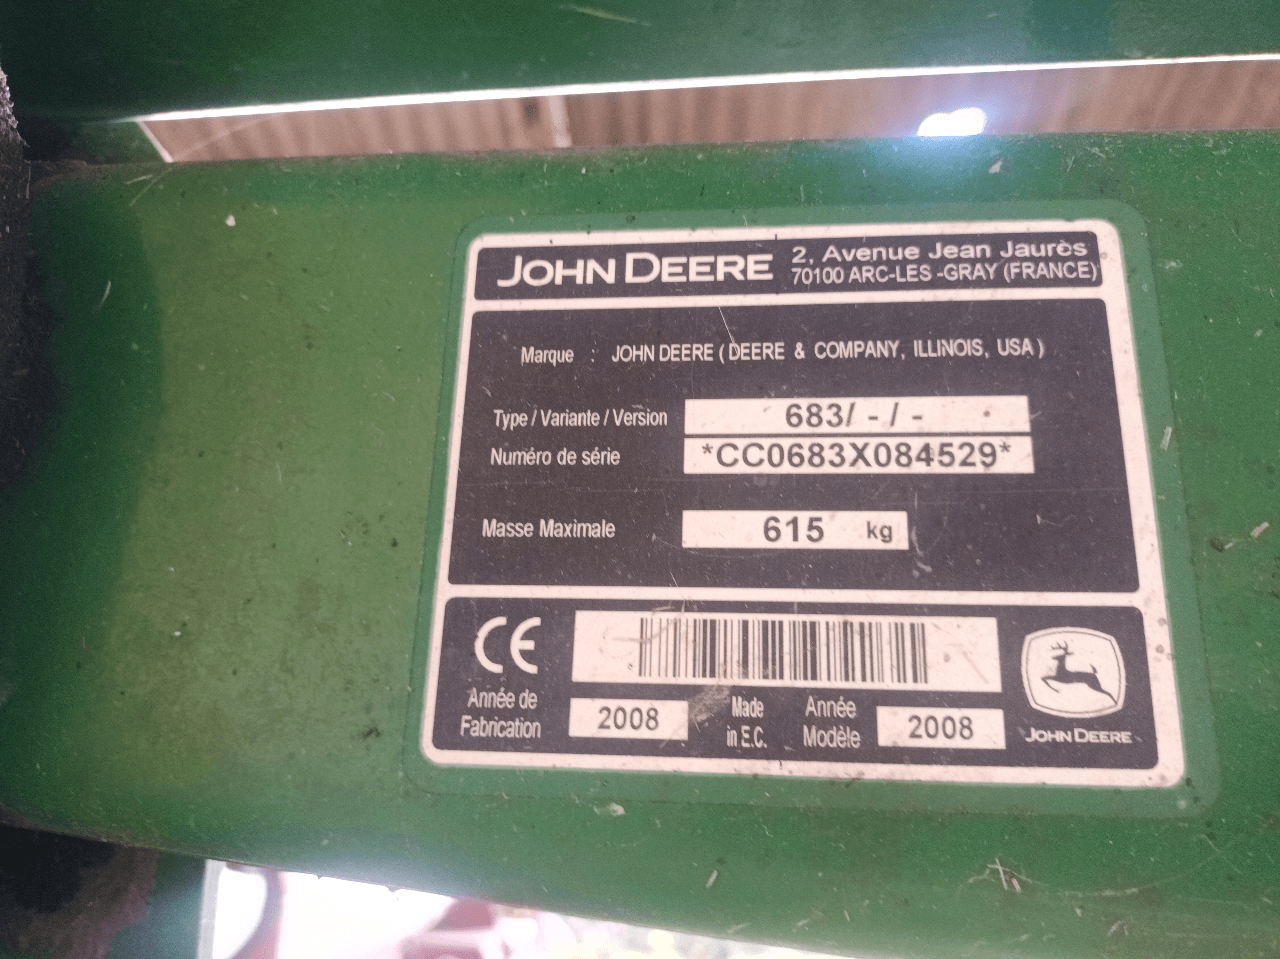 JOHN DEERE
2, Avenue Jean Jaurès
70100 ARC-LES -GRAY (FRANCE)
Marque : JOHN DEERE ( DEERE & COMPANY, ILLINOIS, USA )
Type / Variante / Version 683/ - / -
Numéro de série *CC0683X084529*
Masse Maximale 615 kg
CE
Année de Fabrication 2008
Made in E.C.
Année Modèle 2008
JOHN DEERE